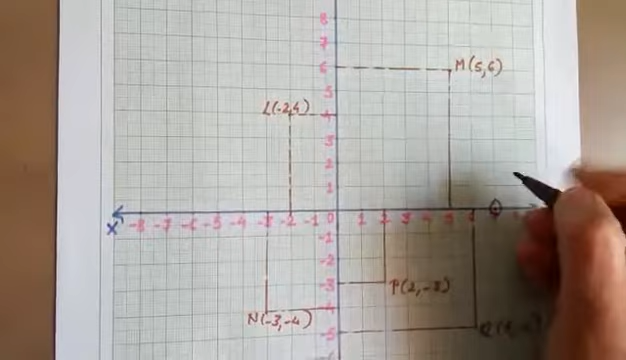 8
7
6
M(5,6)
5
L(-2,4)
4
3
2
1
X' -8 -7 -6 -5 -4 -3 -2 -1 0 1 2 3 4 5 6
-1
-2
-3
P(2,-3)
-4
N(-3,-4)
-5